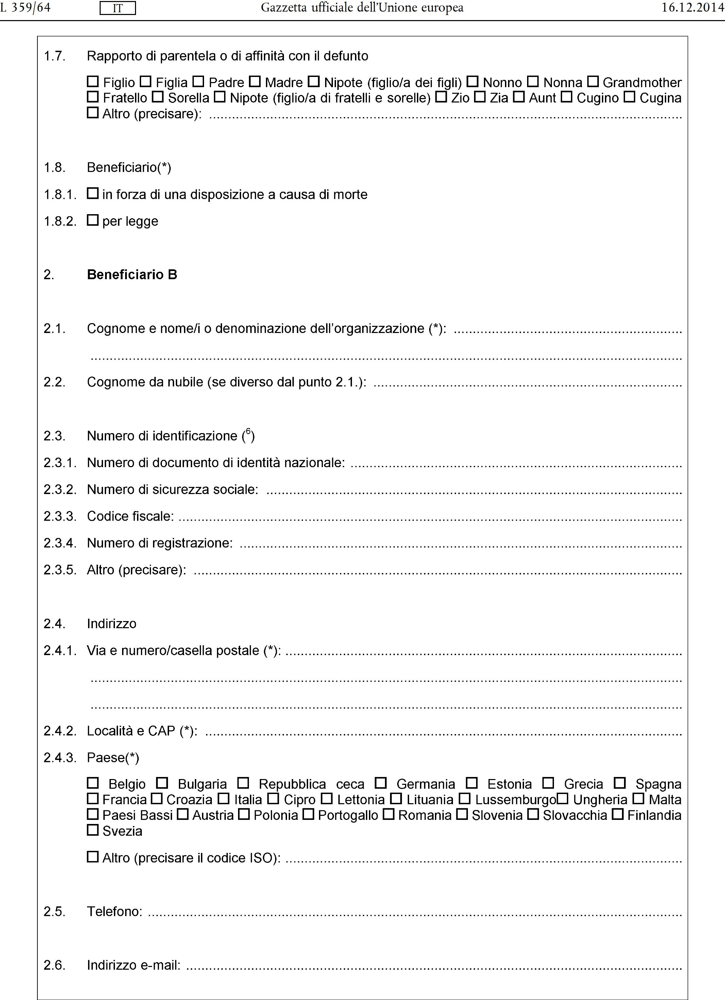 L 359/64 IT Gazzetta ufficiale dell'Unione europea 16.12.2014
1.7. Rapporto di parentela o di affinità con il defunto
☐ Figlio ☐ Figlia ☐ Padre ☐ Madre ☐ Nipote (figlio/a dei figli) ☐ Nonno ☐ Nonna ☐ Grandmother
☐ Fratello ☐ Sorella ☐ Nipote (figlio/a di fratelli e sorelle) ☐ Zio ☐ Zia ☐ Aunt ☐ Cugino ☐ Cugina
☐ Altro (precisare): ....................
1.8. Beneficiario(*)
1.8.1. ☐ in forza di una disposizione a causa di morte
1.8.2. ☐ per legge
2. Beneficiario B
2.1. Cognome e nome/i o denominazione dell'organizzazione (*): ....................
....................
2.2. Cognome da nubile (se diverso dal punto 2.1.): ....................
2.3. Numero di identificazione (6)
2.3.1. Numero di documento di identità nazionale: ....................
2.3.2. Numero di sicurezza sociale: ....................
2.3.3. Codice fiscale: ....................
2.3.4. Numero di registrazione: ....................
2.3.5. Altro (precisare): ....................
2.4. Indirizzo
2.4.1. Via e numero/casella postale (*): ....................
....................
....................
2.4.2. Località e CAP (*): ....................
2.4.3. Paese(*)
☐ Belgio ☐ Bulgaria ☐ Repubblica ceca ☐ Germania ☐ Estonia ☐ Grecia ☐ Spagna
☐ Francia ☐ Croazia ☐ Italia ☐ Cipro ☐ Lettonia ☐ Lituania ☐ Lussemburgo☐ Ungheria ☐ Malta
☐ Paesi Bassi ☐ Austria ☐ Polonia ☐ Portogallo ☐ Romania ☐ Slovenia ☐ Slovacchia ☐ Finlandia
☐ Svezia
☐ Altro (precisare il codice ISO): ....................
2.5. Telefono: ....................
2.6. Indirizzo e-mail: ....................